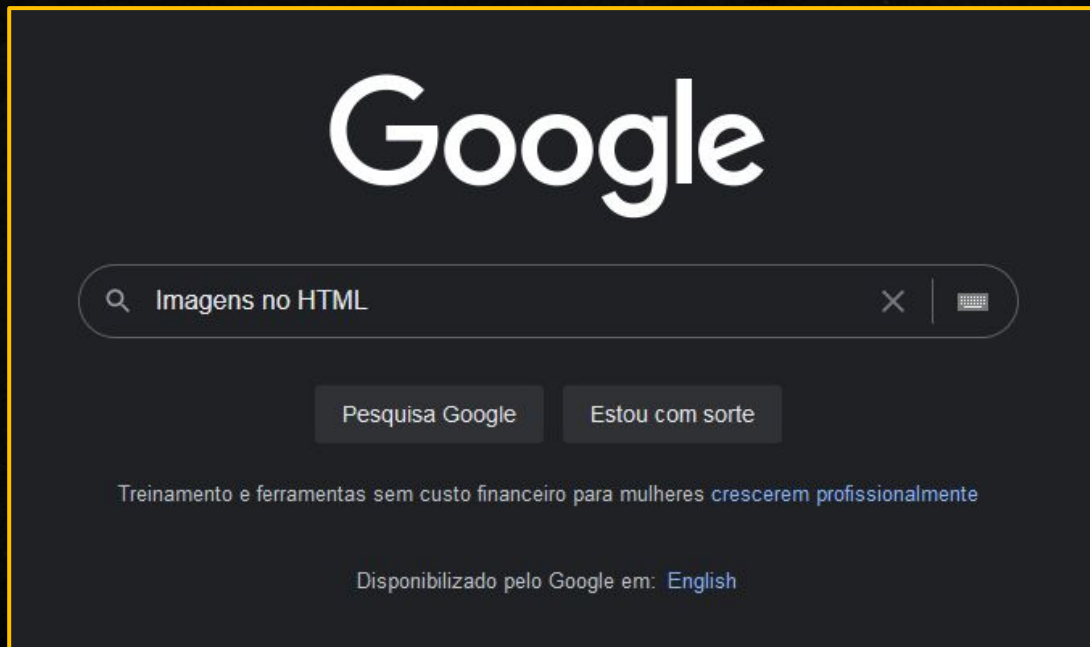 Google
Imagens no HTML
Pesquisa Google
Estou com sorte
Treinamento e ferramentas sem custo financeiro para mulheres crescerem profissionalmente
Disponibilizado pelo Google em: English